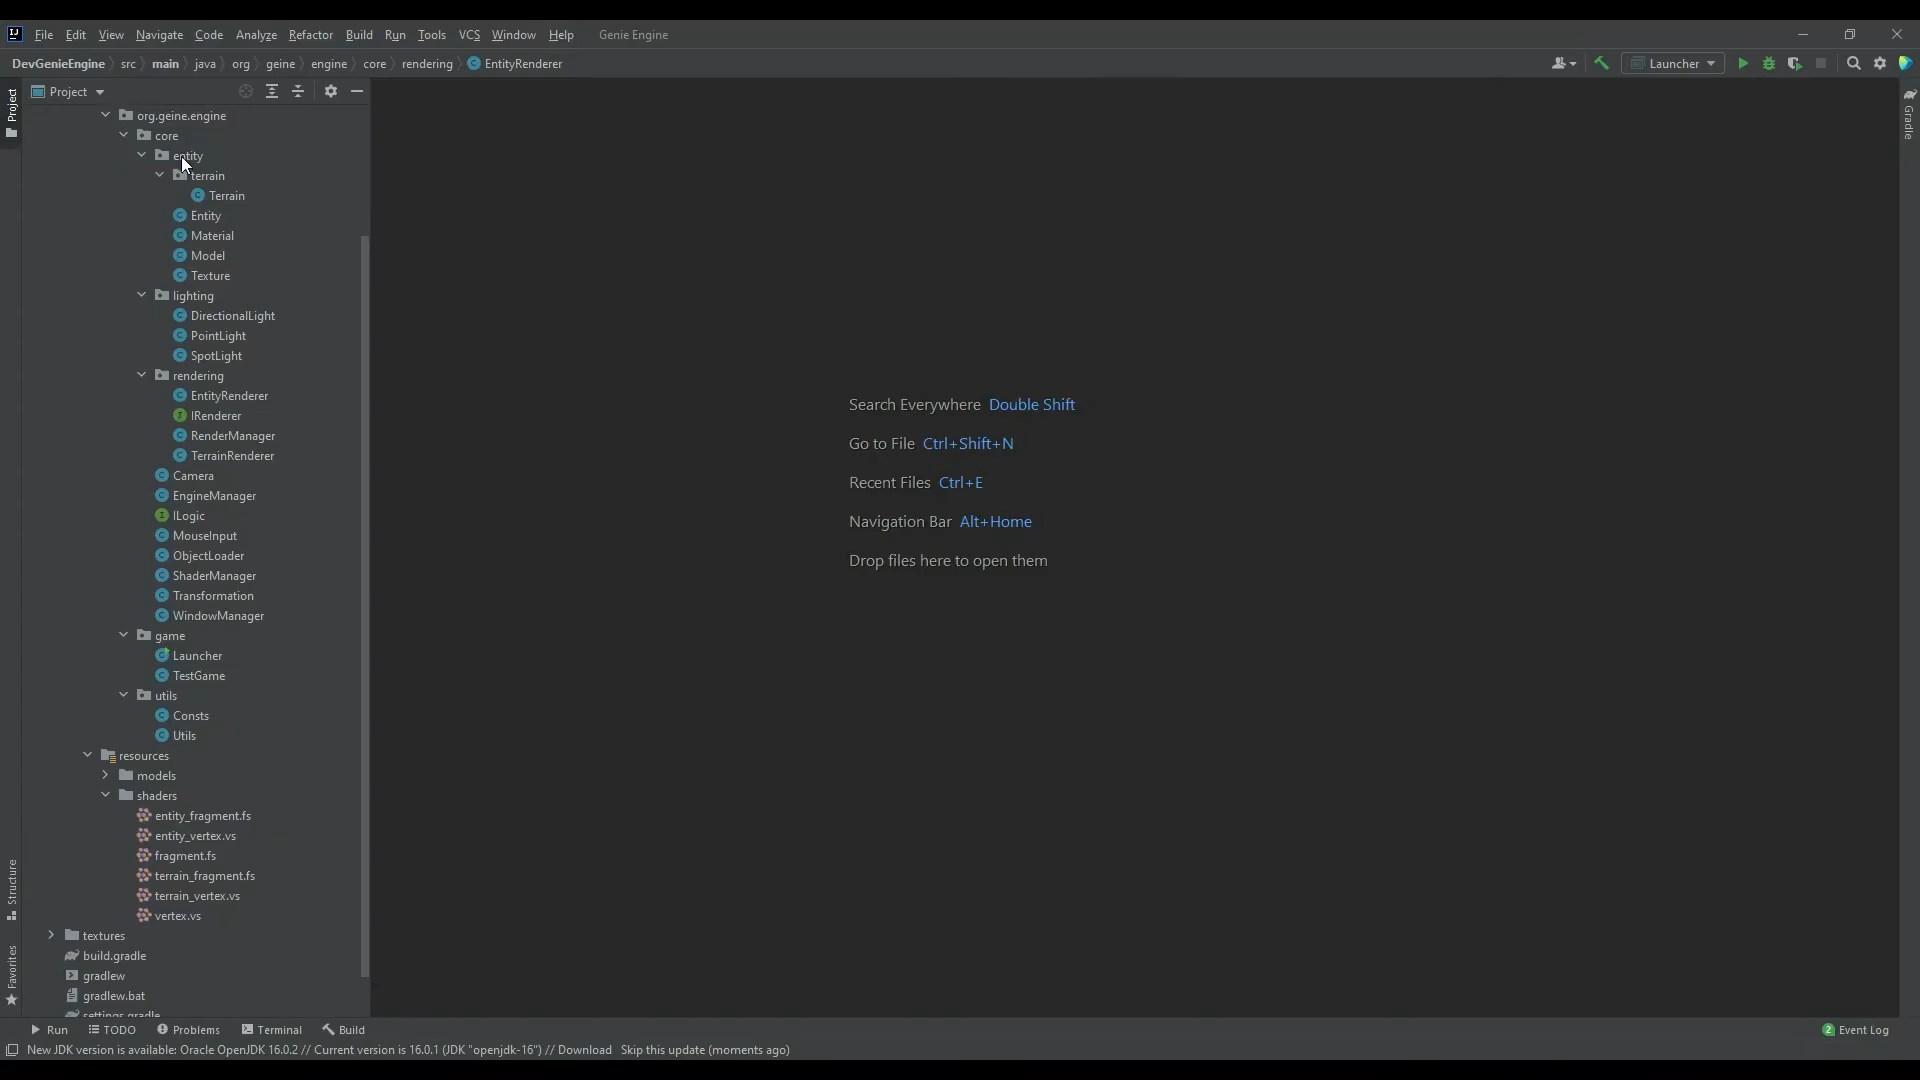 File Edit View Navigate Code Analyze Refactor Build Run Tools VCS Window Help Genie Engine
DevGenieEngine src main java org geine engine core rendering EntityRenderer
Launcher
Project
Project
org.geine.engine
core
entity
terrain
Terrain
Entity
Material
Model
Texture
lighting
DirectionalLight
PointLight
SpotLight
rendering
EntityRenderer
IRenderer
RenderManager
TerrainRenderer
Camera
EngineManager
ILogic
MouseInput
ObjectLoader
ShaderManager
Transformation
WindowManager
game
Launcher
TestGame
utils
Consts
Utils
resources
models
shaders
entity_fragment.fs
entity_vertex.vs
fragment.fs
terrain_fragment.fs
terrain_vertex.vs
vertex.vs
textures
build.gradle
gradlew
gradlew.bat
settings.gradle
Structure
Favorites
Search Everywhere Double Shift
Go to File Ctrl+Shift+N
Recent Files Ctrl+E
Navigation Bar Alt+Home
Drop files here to open them
Gradle
Run TODO Problems Terminal Build
2 Event Log
New JDK version is available: Oracle OpenJDK 16.0.2 // Current version is 16.0.1 (JDK "openjdk-16") // Download Skip this update (moments ago)